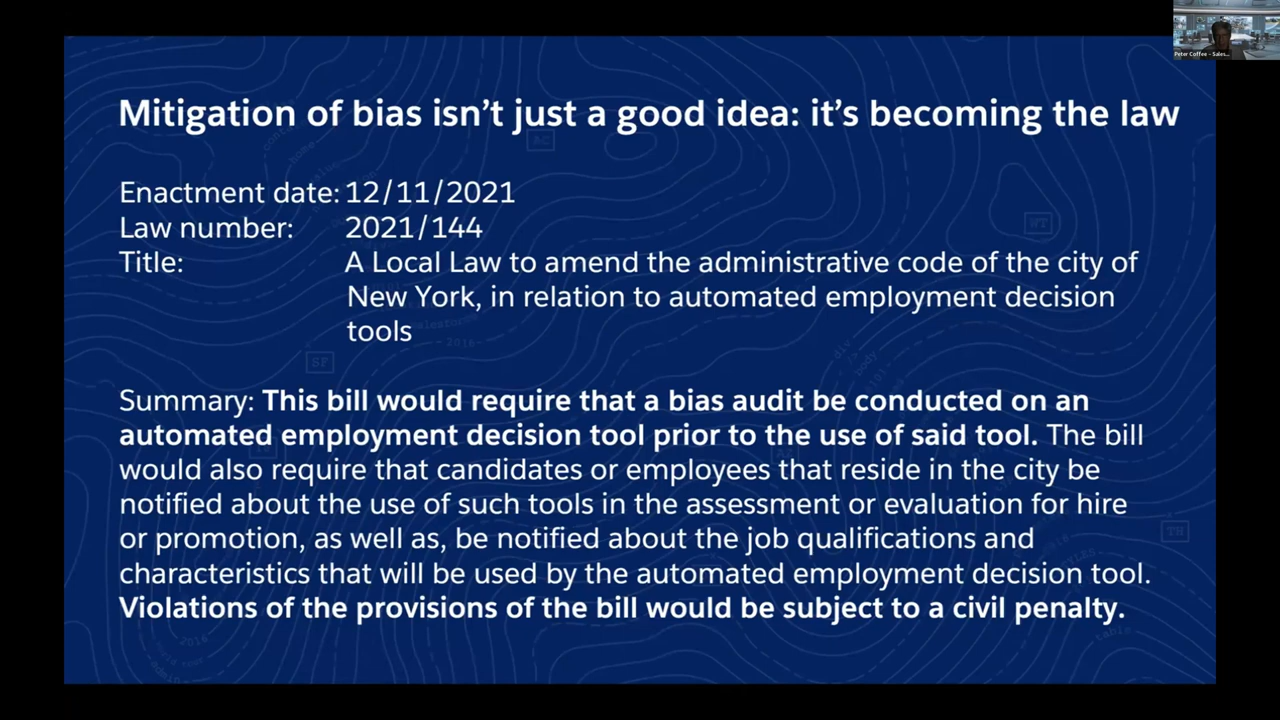 Peter Coffee - Sales...
Mitigation of bias isn't just a good idea: it's becoming the law
Enactment date: 12/11/2021
Law number: 2021/144
Title: A Local Law to amend the administrative code of the city of
New York, in relation to automated employment decision
tools
Summary: This bill would require that a bias audit be conducted on an
automated employment decision tool prior to the use of said tool. The bill
would also require that candidates or employees that reside in the city be
notified about the use of such tools in the assessment or evaluation for hire
or promotion, as well as, be notified about the job qualifications and
characteristics that will be used by the automated employment decision tool.
Violations of the provisions of the bill would be subject to a civil penalty.